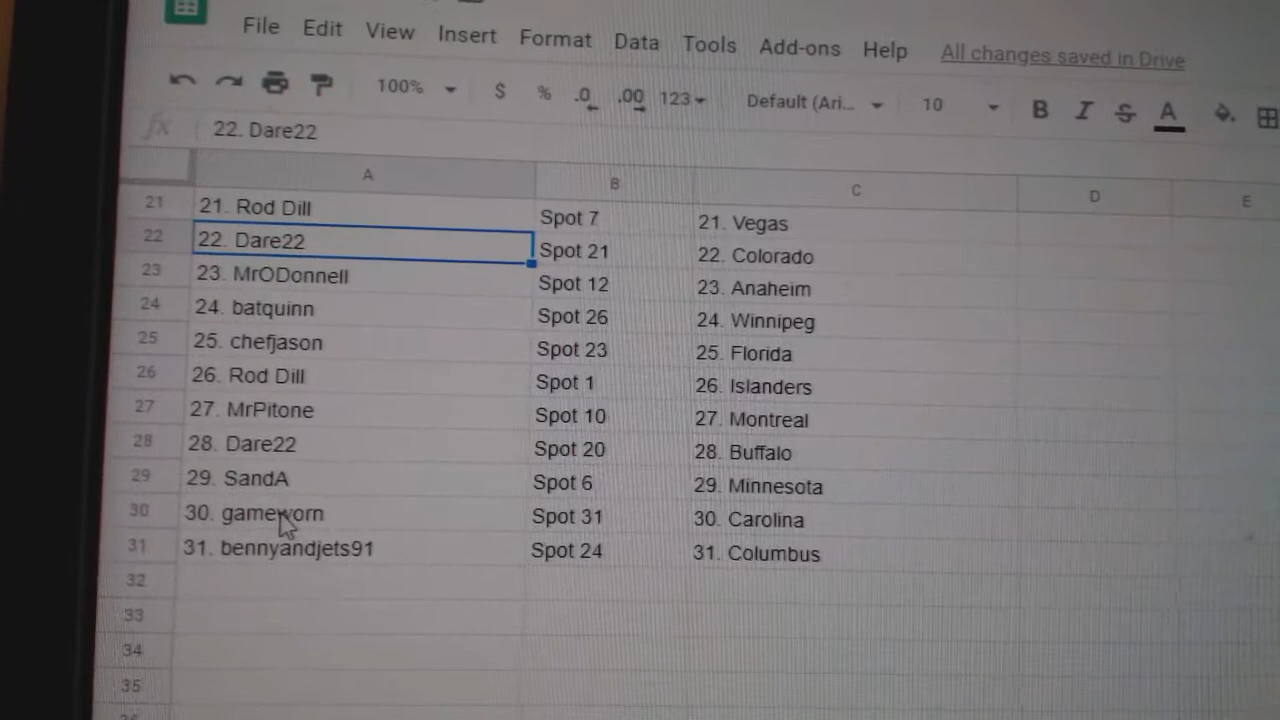 File Edit View Insert Format Data Tools Add-ons Help All changes saved in Drive
100% $ % .0 .00 123 Default (Ari... 10 B I S A
fx 22. Dare22
A B C D E
21 21. Rod Dill Spot 7 21. Vegas
22 22. Dare22 Spot 21 22. Colorado
23 23. MrODonnell Spot 12 23. Anaheim
24 24. batquinn Spot 26 24. Winnipeg
25 25. chefjason Spot 23 25. Florida
26 26. Rod Dill Spot 1 26. Islanders
27 27. MrPitone Spot 10 27. Montreal
28 28. Dare22 Spot 20 28. Buffalo
29 29. SandA Spot 6 29. Minnesota
30 30. gameworn Spot 31 30. Carolina
31 31. bennyandjets91 Spot 24 31. Columbus
32
33
34
35